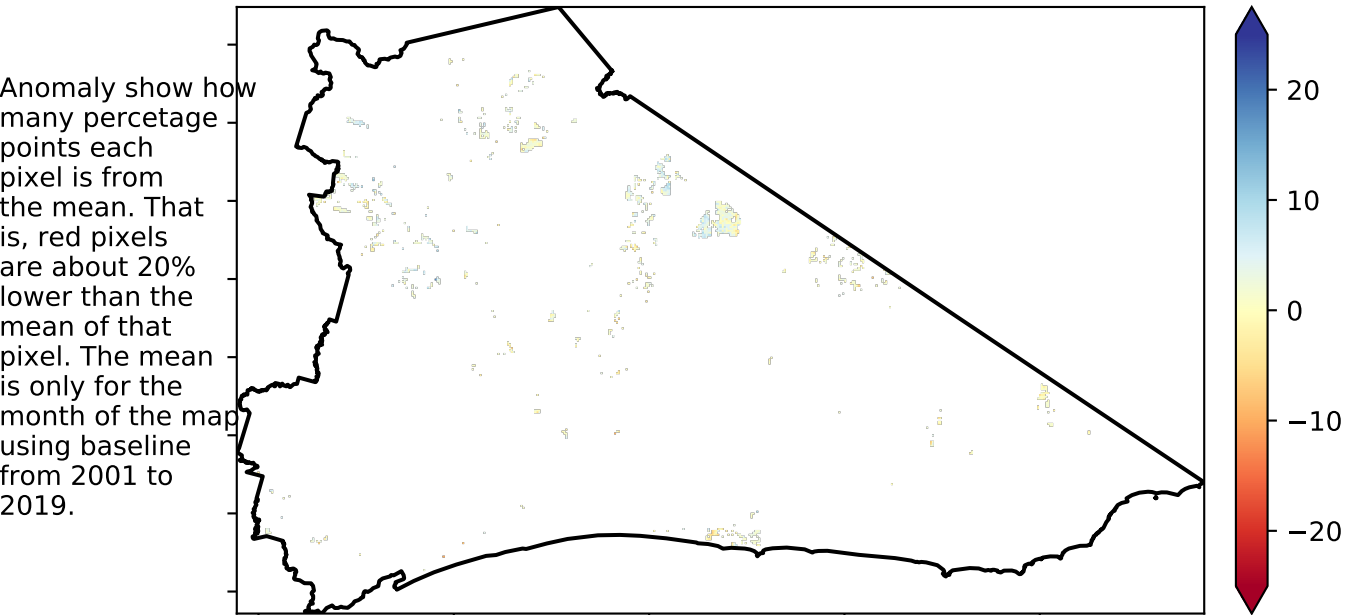 Anomaly show how
many percetage
points each
pixel is from
the mean. That
is, red pixels
are about 20%
lower than the
mean of that
pixel. The mean
is only for the
month of the map
using baseline
from 2001 to
2019.
20
10
0
−10
−20